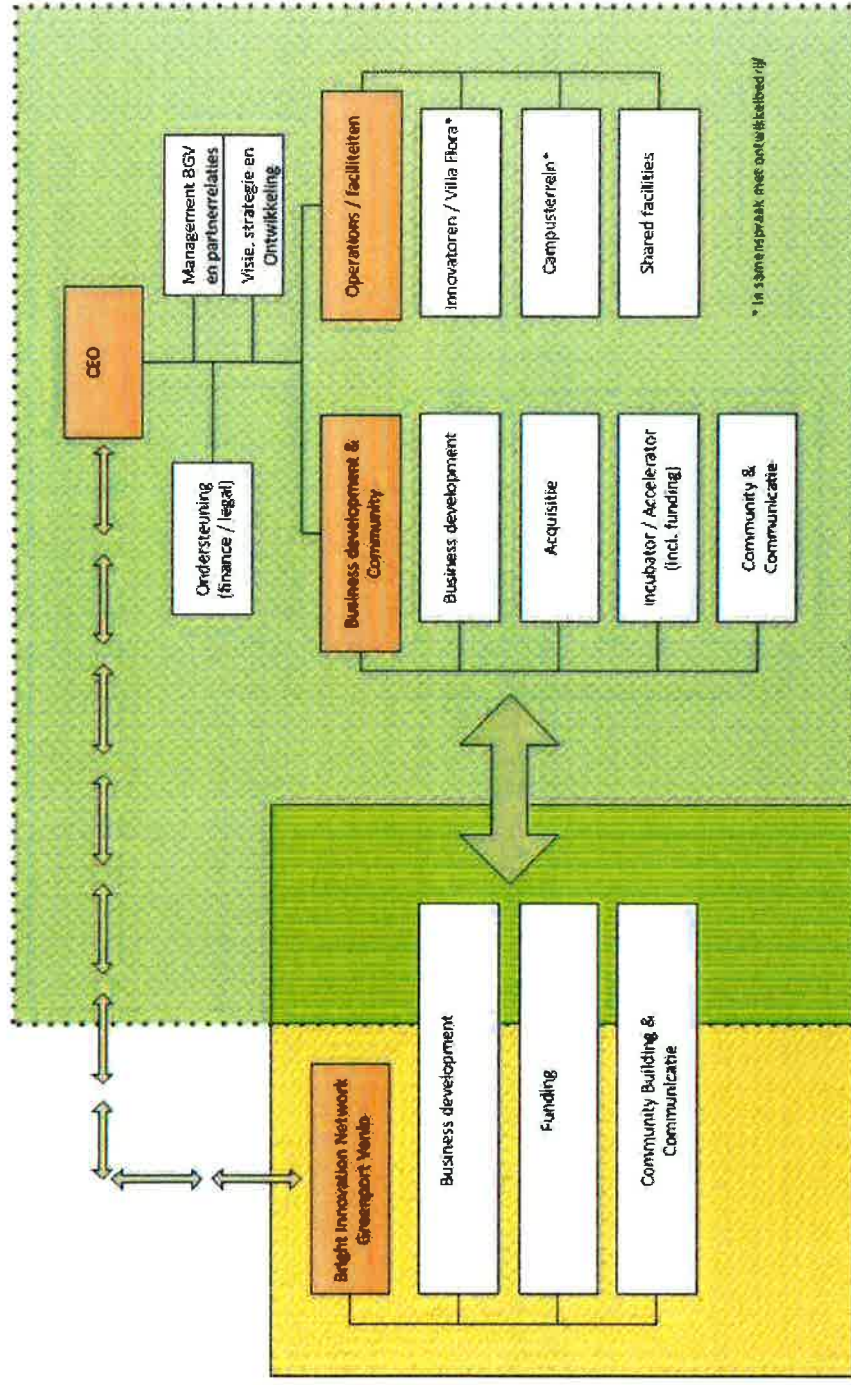 CEO
Management BGV
en partnerrelaties
Visie, strategie en
Ontwikkeling
Ondersteuning
(finance / legal)
Operations / faciliteiten
Innovatoren / Villa Flora*
Campusterrein*
Shared facilities
Business development &
Community
Business development
Acquisitie
Incubator / Accelerator
(incl. funding)
Community &
Communicatie
* In samenspraak met ontwikkelbedrijf
Bright Innovation Network
Greenport Venlo
Business development
Funding
Community Building &
Communicatie